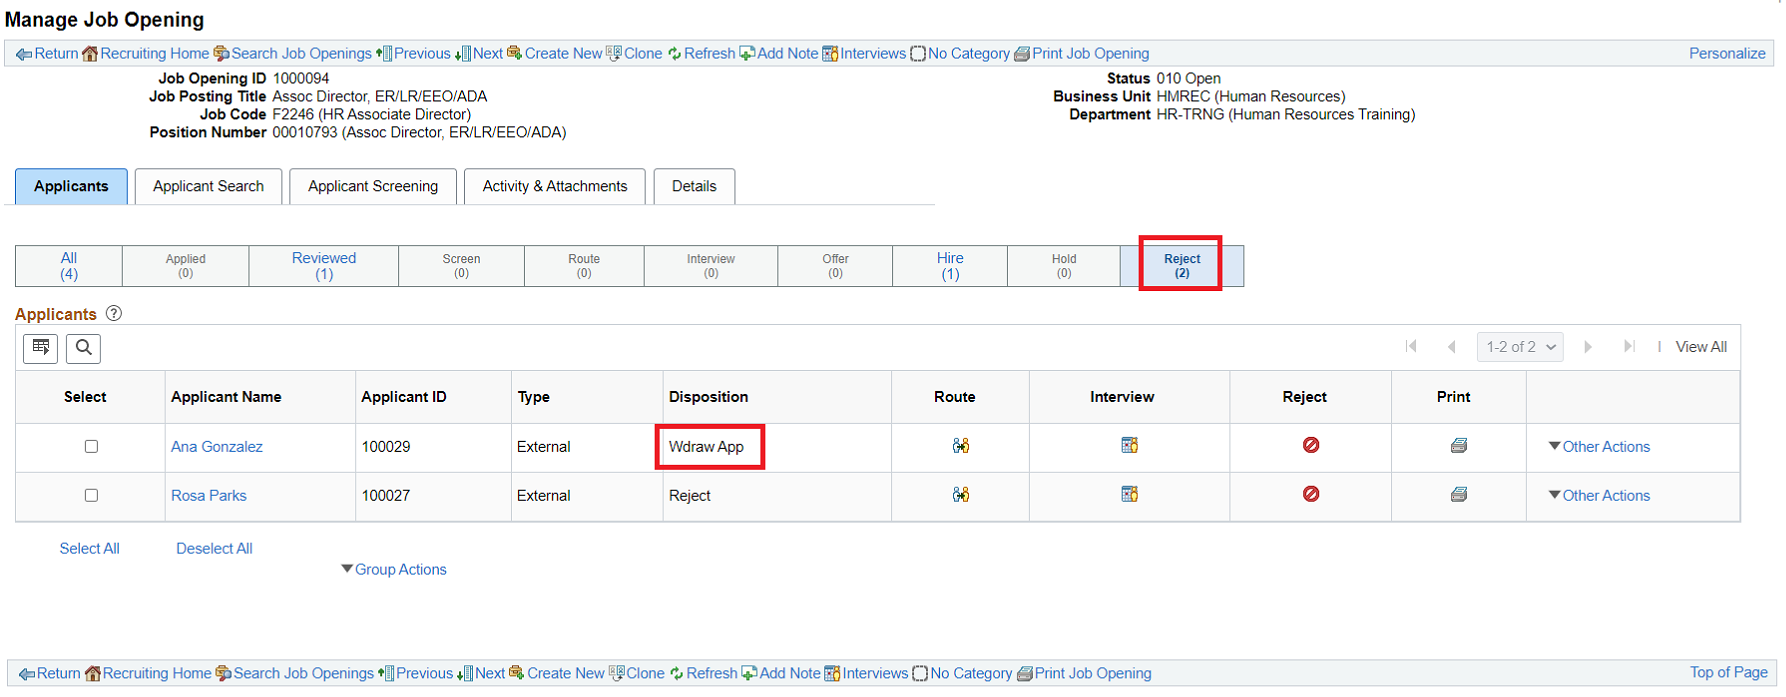 Manage Job Opening
Return Recruiting Home Search Job Openings Previous Next Create New Clone Refresh Add Note Interviews No Category Print Job Opening Personalize
Job Opening ID 1000094 Status 010 Open
Job Posting Title Assoc Director, ER/LR/EEO/ADA Business Unit HMREC (Human Resources)
Job Code F2246 (HR Associate Director) Department HR-TRNG (Human Resources Training)
Position Number 00010793 (Assoc Director, ER/LR/EEO/ADA)
Applicants Applicant Search Applicant Screening Activity & Attachments Details
All Applied Reviewed Screen Route Interview Offer Hire Hold Reject
(4) (0) (1) (0) (0) (0) (0) (1) (0) (2)
Applicants ?
1-2 of 2 View All
Select Applicant Name Applicant ID Type Disposition Route Interview Reject Print
Ana Gonzalez 100029 External Wdraw App Other Actions
Rosa Parks 100027 External Reject Other Actions
Select All Deselect All
Group Actions
Return Recruiting Home Search Job Openings Previous Next Create New Clone Refresh Add Note Interviews No Category Print Job Opening Top of Page